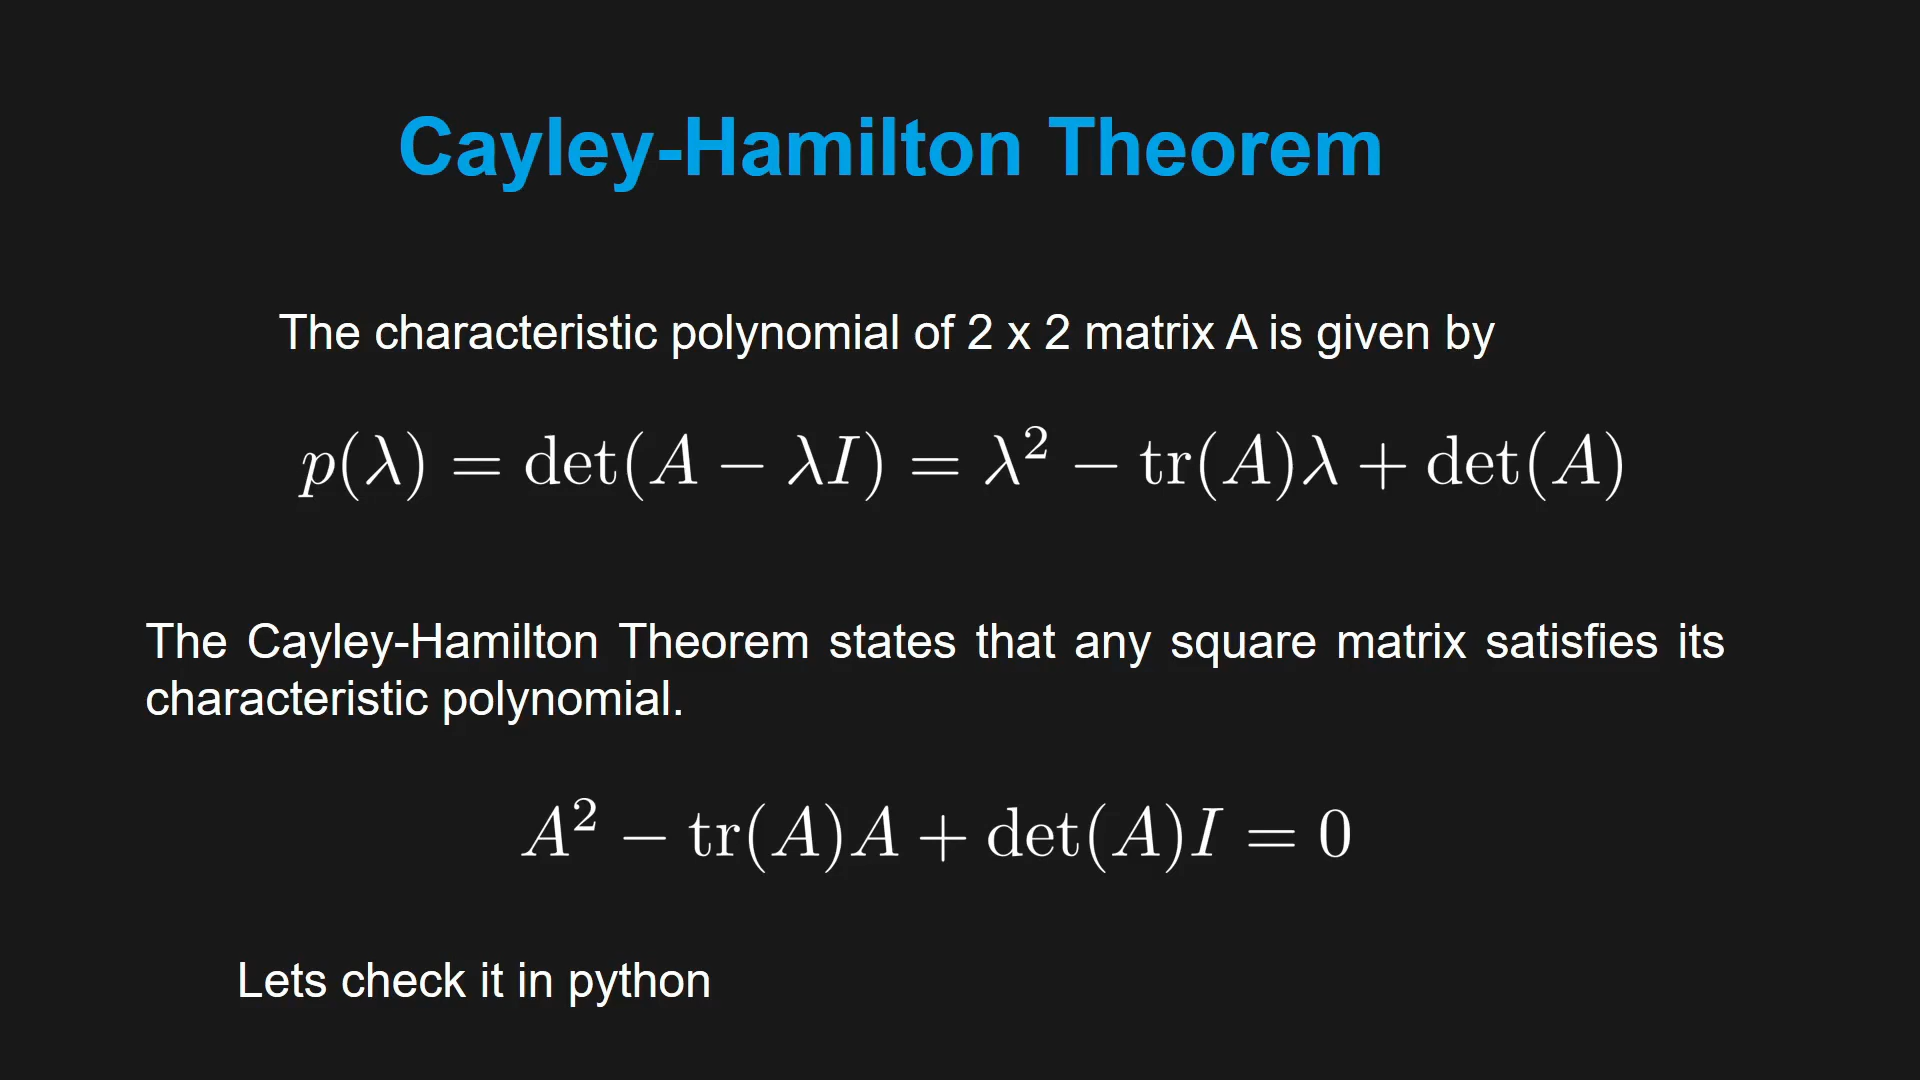 Cayley-Hamilton Theorem
The characteristic polynomial of 2 x 2 matrix A is given by
p(λ) = det(A − λI) = λ² − tr(A)λ + det(A)
The Cayley-Hamilton Theorem states that any square matrix satisfies its
characteristic polynomial.
A² − tr(A)A + det(A)I = 0
Lets check it in python